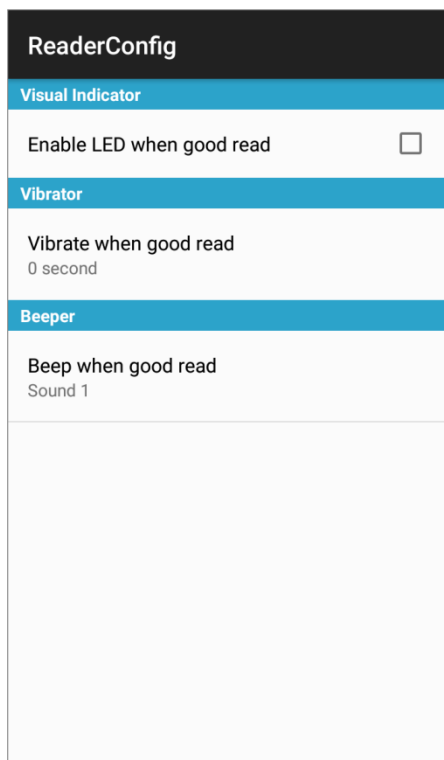 ReaderConfig
Visual Indicator
Enable LED when good read
Vibrator
Vibrate when good read
0 second
Beeper
Beep when good read
Sound 1